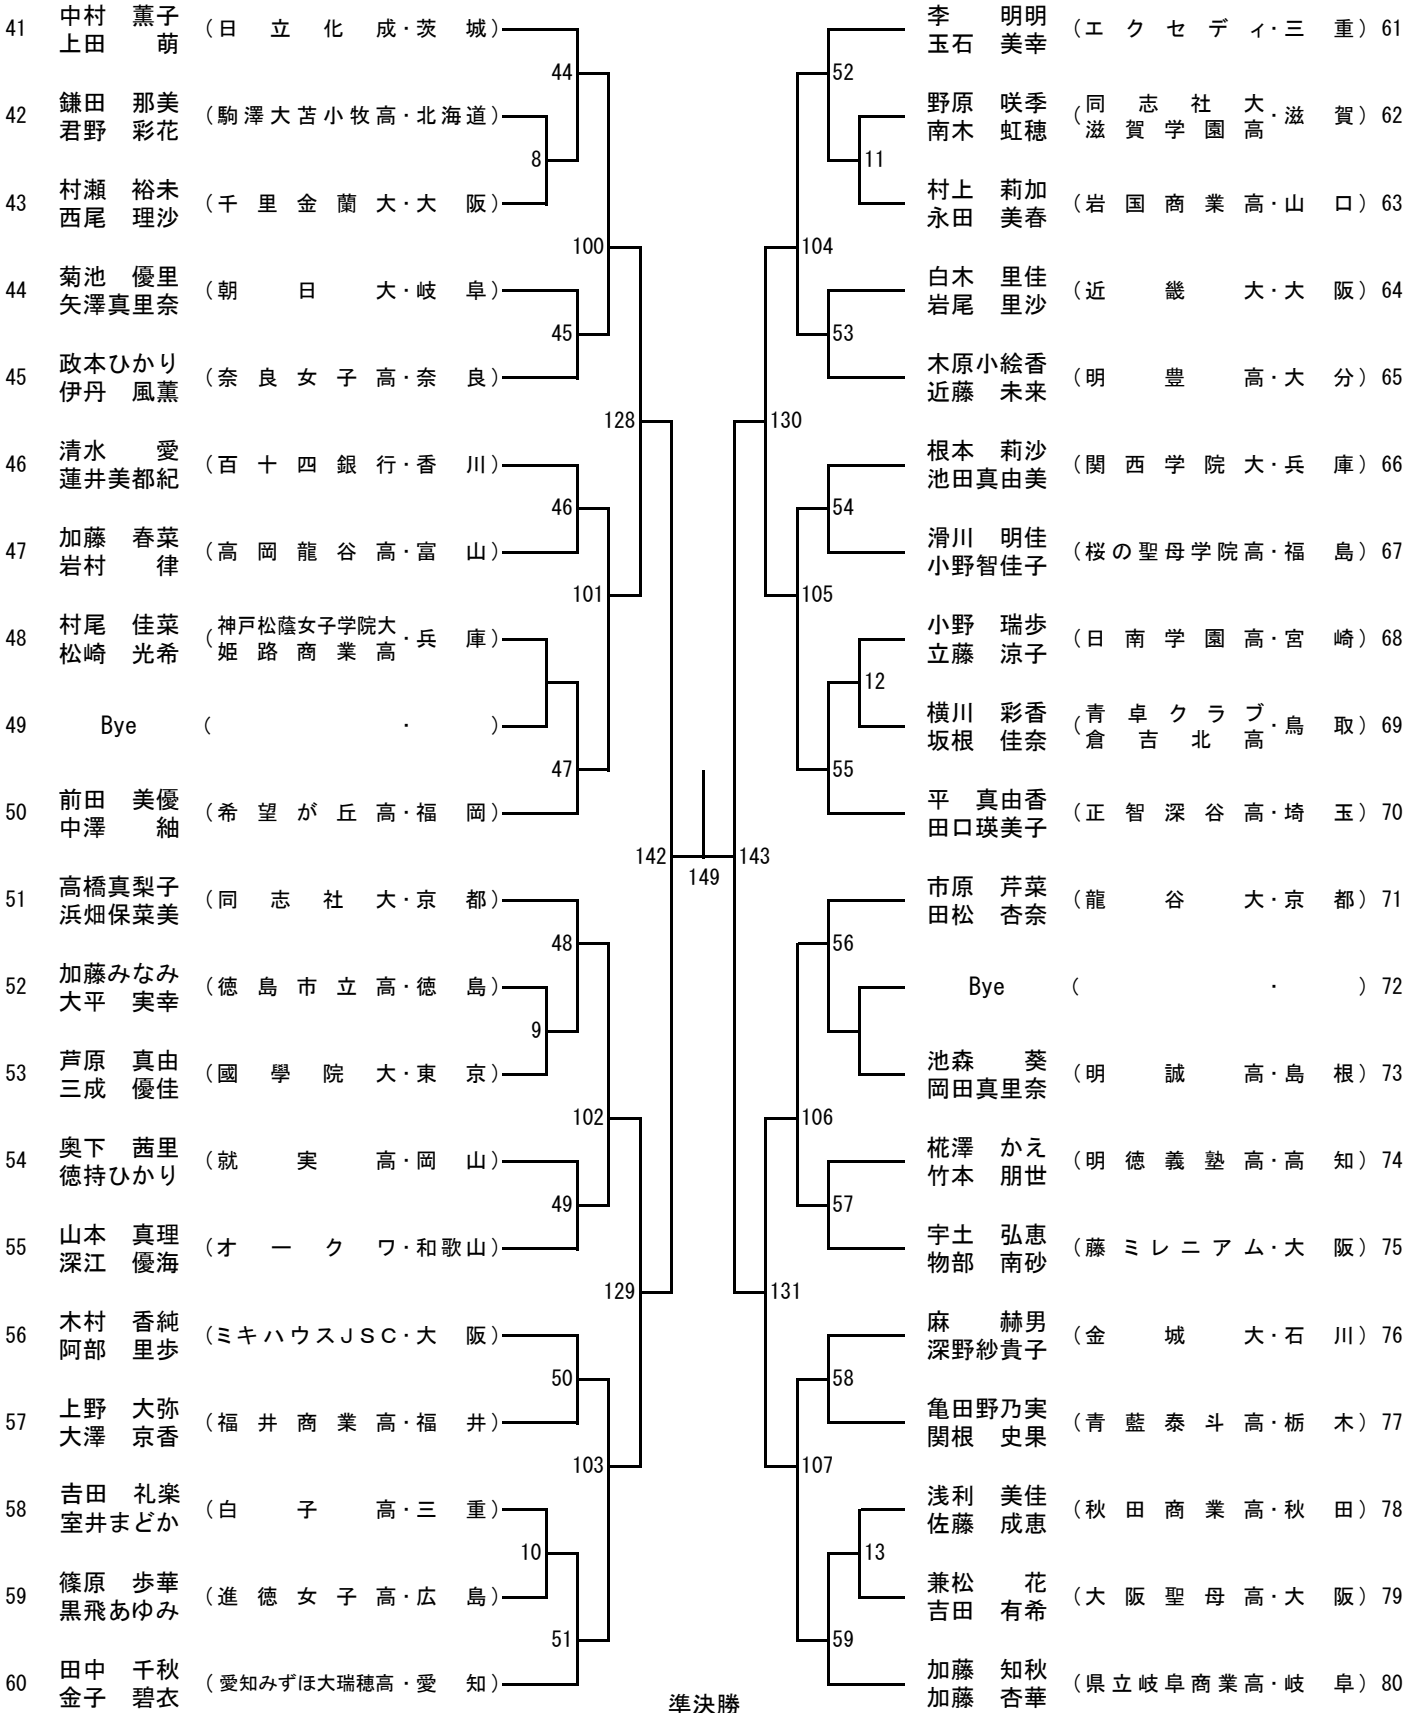 41 中村 薫子 (日立化成・茨城)
上田 萌
44
42 鎌田 那美 (駒澤大苫小牧高・北海道)
君野 彩花
8
43 村瀬 裕未 (千里金蘭大・大阪)
西尾 理沙
100
44 菊池 優里 (朝日大・岐阜)
矢澤真里奈
45
45 政本ひかり (奈良女子高・奈良)
伊丹 風薫
128
46 清水 愛 (百十四銀行・香川)
蓮井美都紀
46
47 加藤 春菜 (高岡龍谷高・富山)
岩村 律
101
48 村尾 佳菜 (神戸松蔭女子学院大・兵庫)
松崎 光希 姫路商業高
49 Bye ( ・ )
47
50 前田 美優 (希望が丘高・福岡)
中澤 紬
142
51 高橋真梨子 (同志社大・京都)
浜畑保菜美
48
52 加藤みなみ (徳島市立高・徳島)
大平 実幸
9
53 芦原 真由 (國學院大・東京)
三成 優佳
102
54 奥下 茜里 (就実高・岡山)
徳持ひかり
49
55 山本 真理 (オークワ・和歌山)
深江 優海
129
56 木村 香純 (ミキハウスJSC・大阪)
阿部 里歩
50
57 上野 大弥 (福井商業高・福井)
大澤 京香
103
58 吉田 礼楽 (白子高・三重)
室井まどか
10
59 篠原 歩華 (進徳女子高・広島)
黒飛あゆみ
51
60 田中 千秋 (愛知みずほ大瑞穂高・愛知)
金子 碧衣
149
李 明明 (エクセディ・三重) 61
玉石 美幸
52
野原 咲季 (同志社大・滋賀) 62
南木 虹穂 滋賀学園高
11
村上 莉加 (岩国商業高・山口) 63
永田 美春
104
白木 里佳 (近畿大・大阪) 64
岩尾 里沙
53
木原小絵香 (明豊高・大分) 65
近藤 未来
130
根本 莉沙 (関西学院大・兵庫) 66
池田真由美
54
滑川 明佳 (桜の聖母学院高・福島) 67
小野智佳子
105
小野 瑞歩 (日南学園高・宮崎) 68
立藤 涼子
12
横川 彩香 (青卓クラブ・鳥取) 69
坂根 佳奈 倉吉北高
55
平 真由香 (正智深谷高・埼玉) 70
田口瑛美子
143
市原 芹菜 (龍谷大・京都) 71
田松 杏奈
56
Bye ( ・ ) 72
池森 葵 (明誠高・島根) 73
岡田真里奈
106
椛澤 かえ (明徳義塾高・高知) 74
竹本 朋世
57
宇土 弘恵 (藤ミレニアム・大阪) 75
物部 南砂
131
麻 赫男 (金城大・石川) 76
深野紗貴子
58
亀田野乃実 (青藍泰斗高・栃木) 77
関根 史果
107
浅利 美佳 (秋田商業高・秋田) 78
佐藤 成恵
13
兼松 花 (大阪聖母高・大阪) 79
吉田 有希
59
加藤 知秋 (県立岐阜商業高・岐阜) 80
加藤 杏華
準決勝